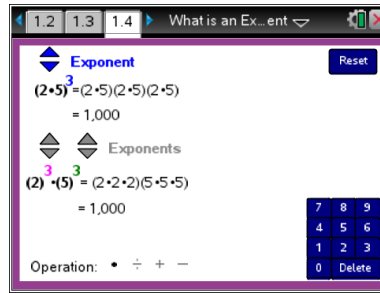 1.2 1.3 1.4 What is an Ex...ent
Exponent
Reset
(2•5)³=(2•5)(2•5)(2•5)
= 1,000
Exponents
(2)³•(5)³= (2•2•2)(5•5•5)
= 1,000
7 8 9
4 5 6
1 2 3
0 Delete
Operation: • ÷ + −